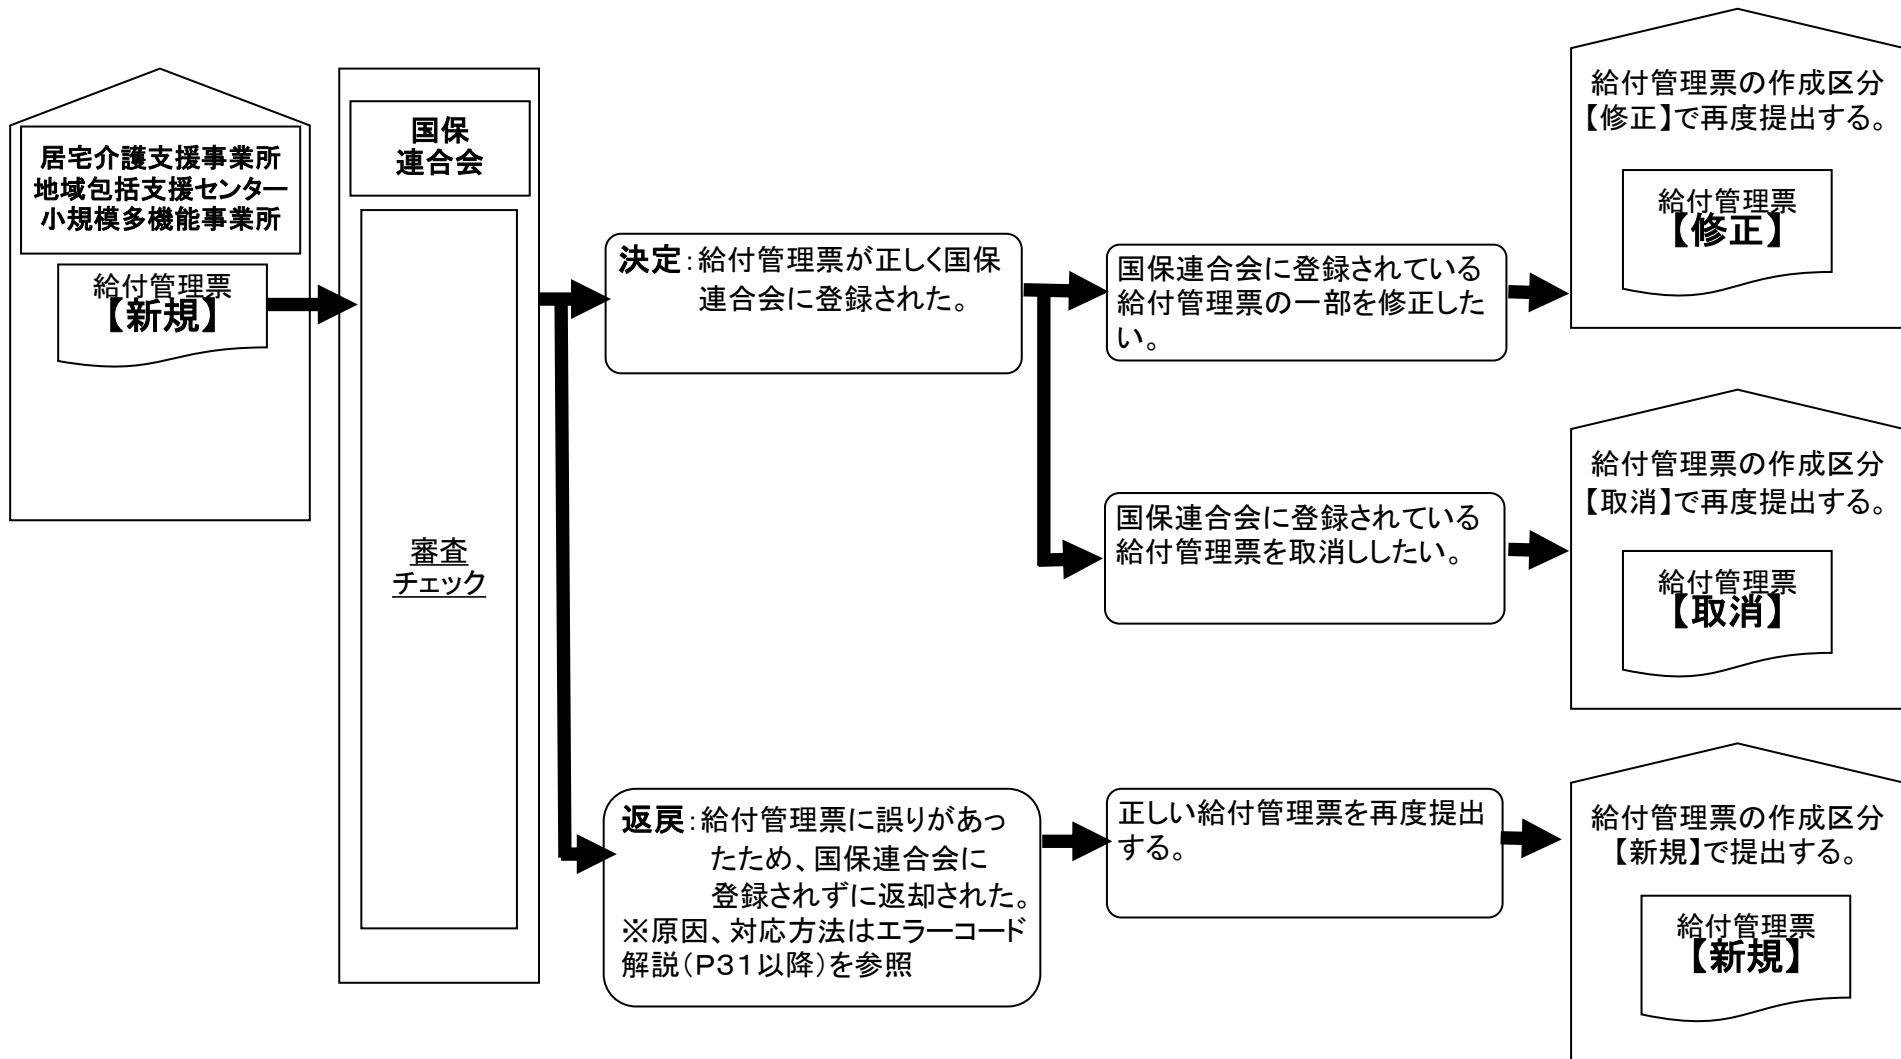 居宅介護支援事業所
地域包括支援センター
小規模多機能事業所
給付管理票
【新規】
国保
連合会
審査
チェック
決定：給付管理票が正しく国保
連合会に登録された。
国保連合会に登録されている
給付管理票の一部を修正した
い。
給付管理票の作成区分
【修正】で再度提出する。
給付管理票
【修正】
国保連合会に登録されている
給付管理票を取消ししたい。
給付管理票の作成区分
【取消】で再度提出する。
給付管理票
【取消】
返戻：給付管理票に誤りがあっ
たため、国保連合会に
登録されずに返却された。
※原因、対応方法はエラーコード
解説（Ｐ３１以降）を参照
正しい給付管理票を再度提出
する。
給付管理票の作成区分
【新規】で提出する。
給付管理票
【新規】